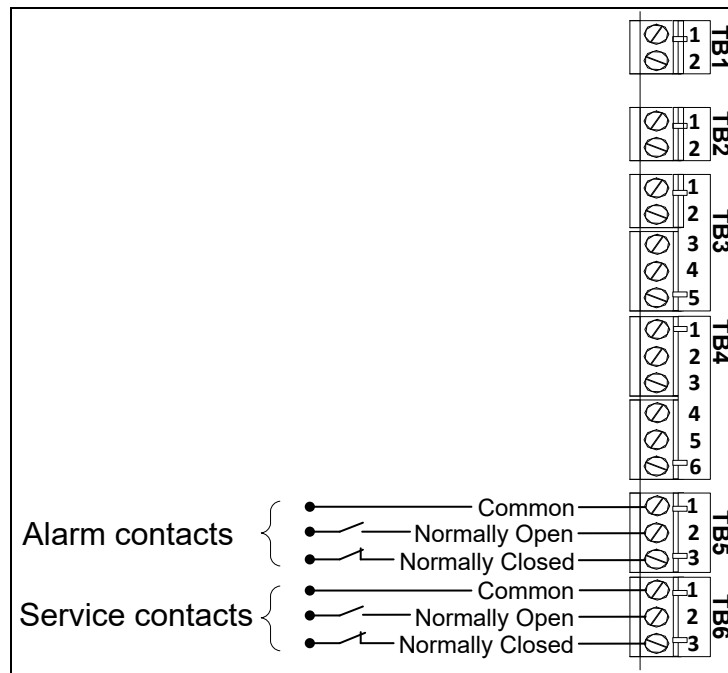 1
2
TB1
1
2
TB2
1
2
3
4
5
TB3
1
2
3
4
5
6
TB4
Alarm contacts
Common 1
Normally Open 2
Normally Closed 3
TB5
Service contacts
Common 1
Normally Open 2
Normally Closed 3
TB6